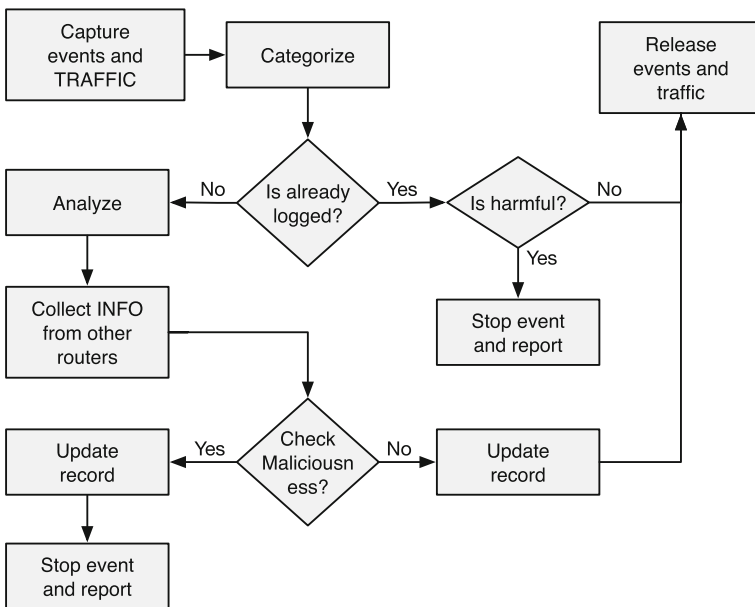 Capture
events and
TRAFFIC
Categorize
Release
events and
traffic
No
Is already
logged?
Yes
Is harmful?
No
Analyze
Yes
Collect INFO
from other
routers
Stop event
and report
Update
record
Yes
Check
Maliciousn
ess?
No
Update
record
Stop event
and report